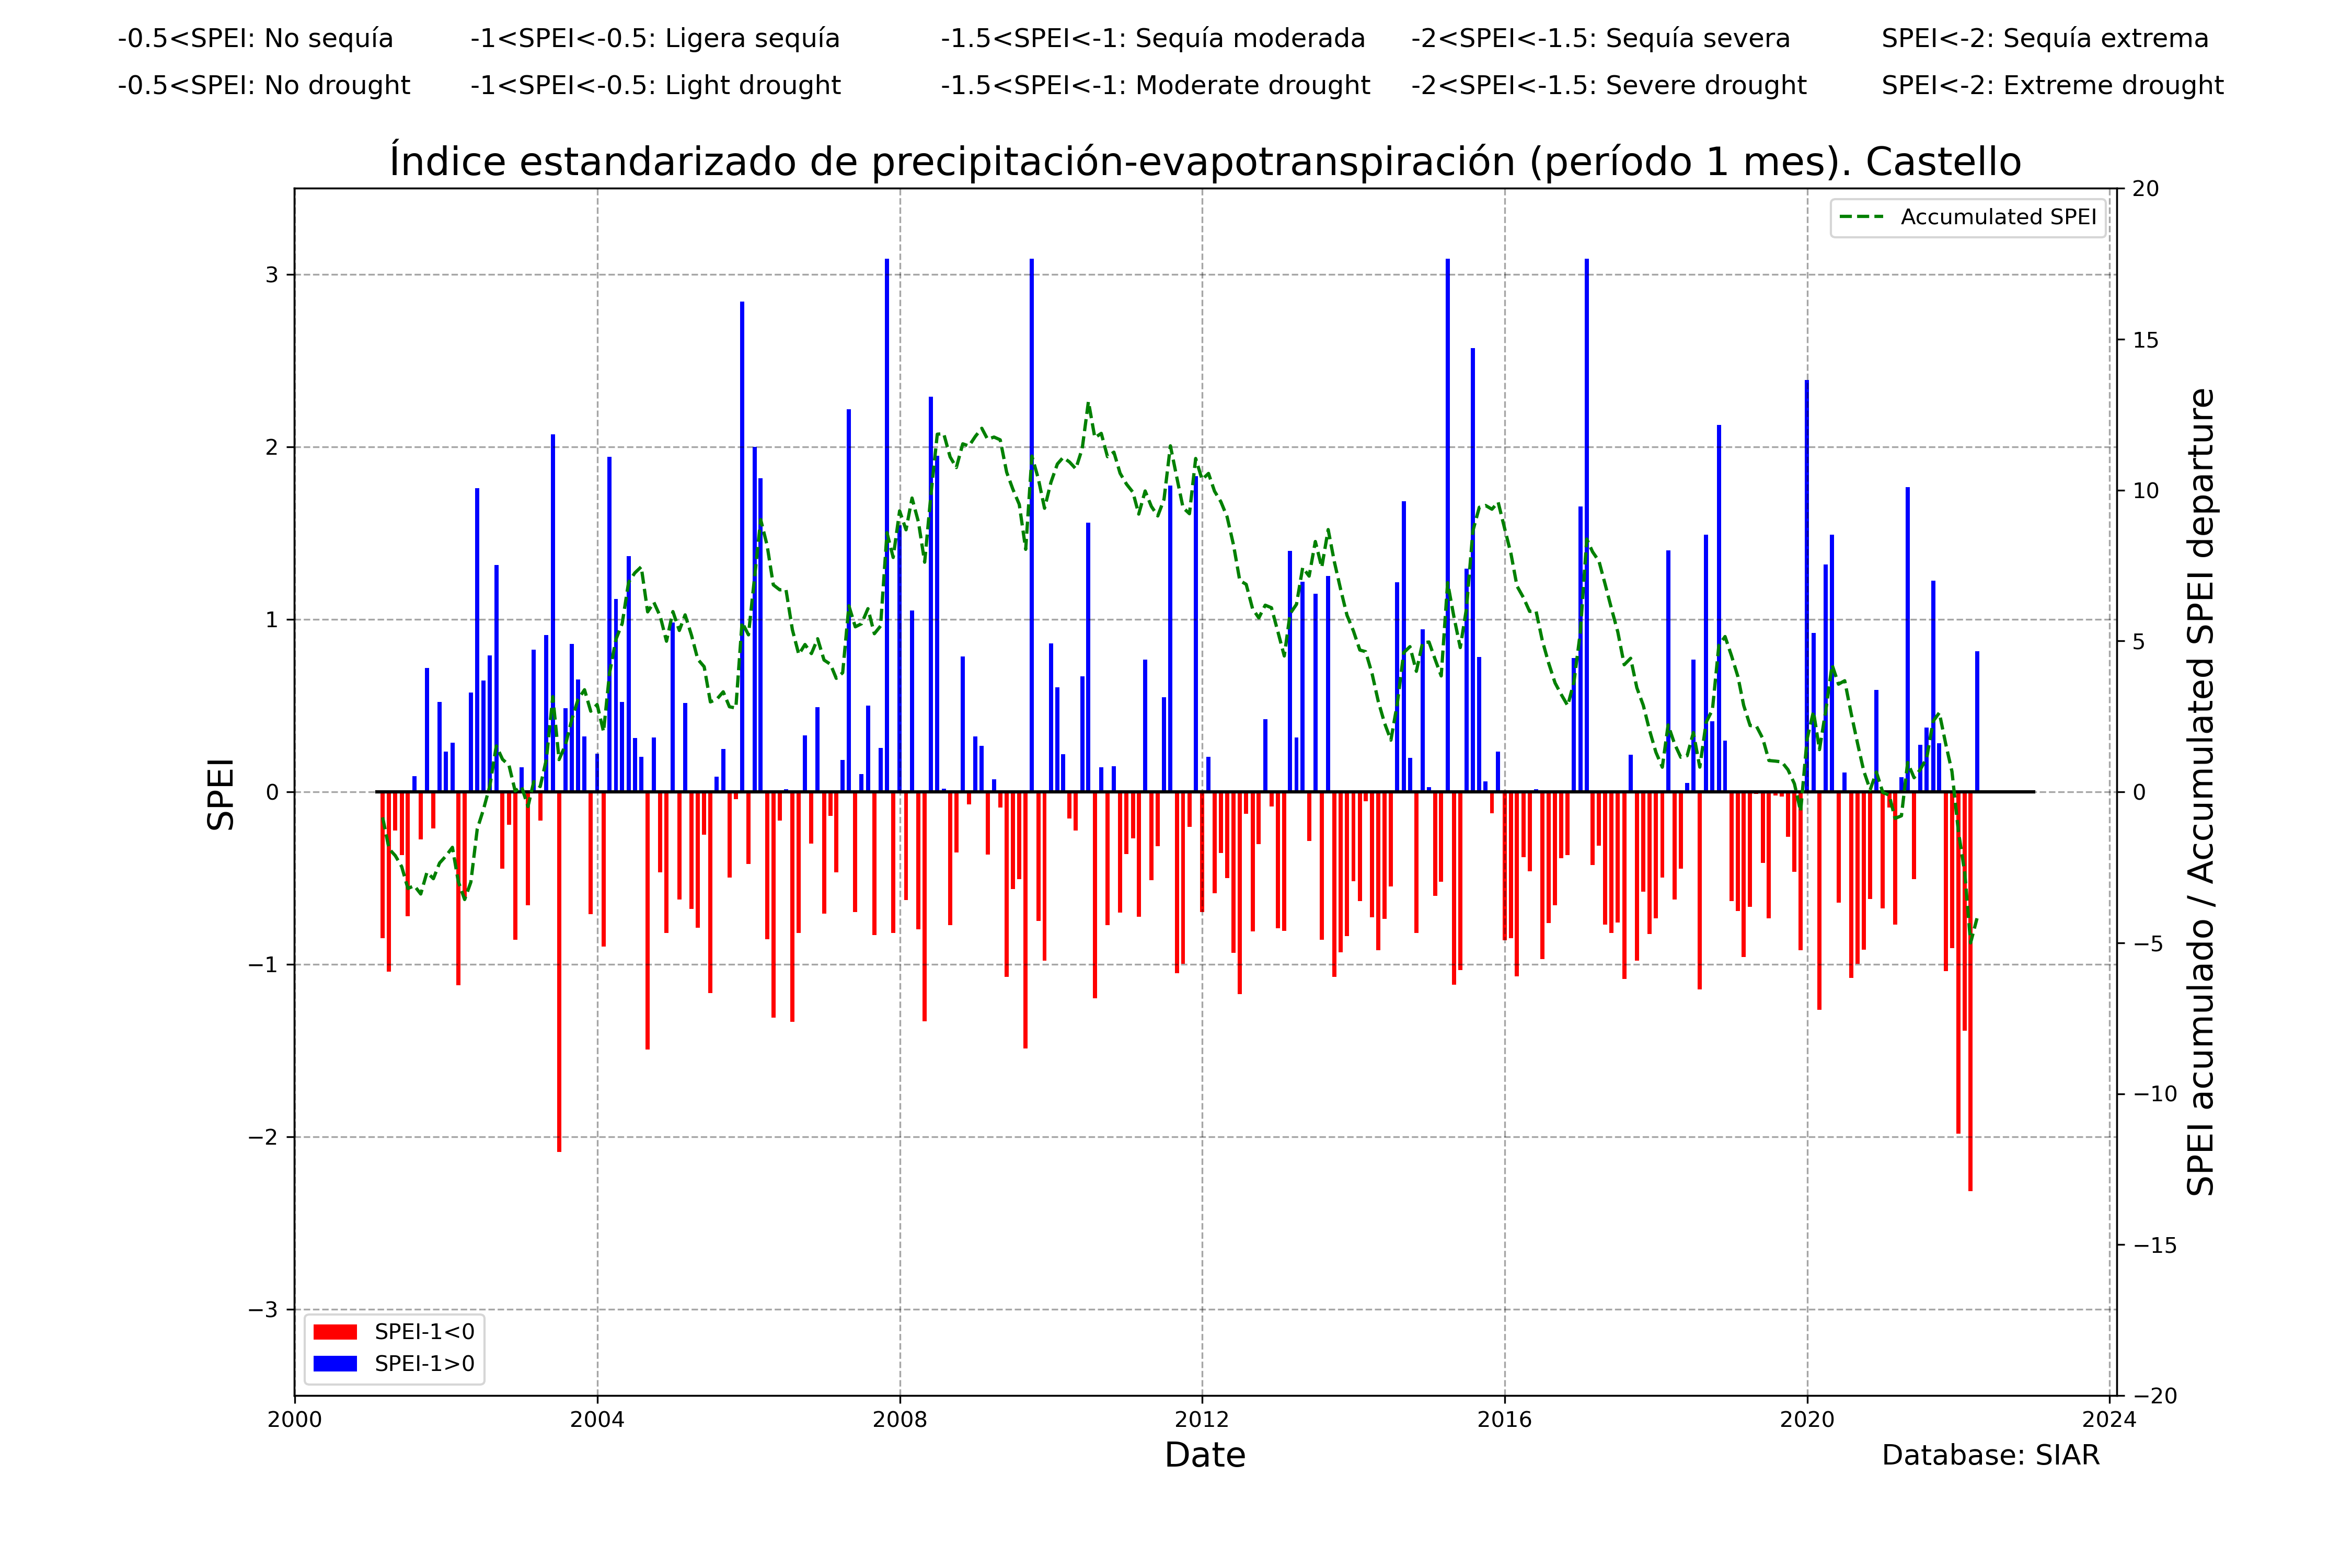 -0.5<SPEI: No sequía -1<SPEI<-0.5: Ligera sequía -1.5<SPEI<-1: Sequía moderada -2<SPEI<-1.5: Sequía severa SPEI<-2: Sequía extrema
-0.5<SPEI: No drought -1<SPEI<-0.5: Light drought -1.5<SPEI<-1: Moderate drought -2<SPEI<-1.5: Severe drought SPEI<-2: Extreme drought
Índice estandarizado de precipitación-evapotranspiración (período 1 mes). Castello
Accumulated SPEI
3
2
1
0
−1
−2
−3
SPEI
20
15
10
5
0
−5
−10
−15
−20
SPEI acumulado / Accumulated SPEI departure
SPEI-1<0
SPEI-1>0
2000 2004 2008 2012 2016 2020 2024
Date
Database: SIAR